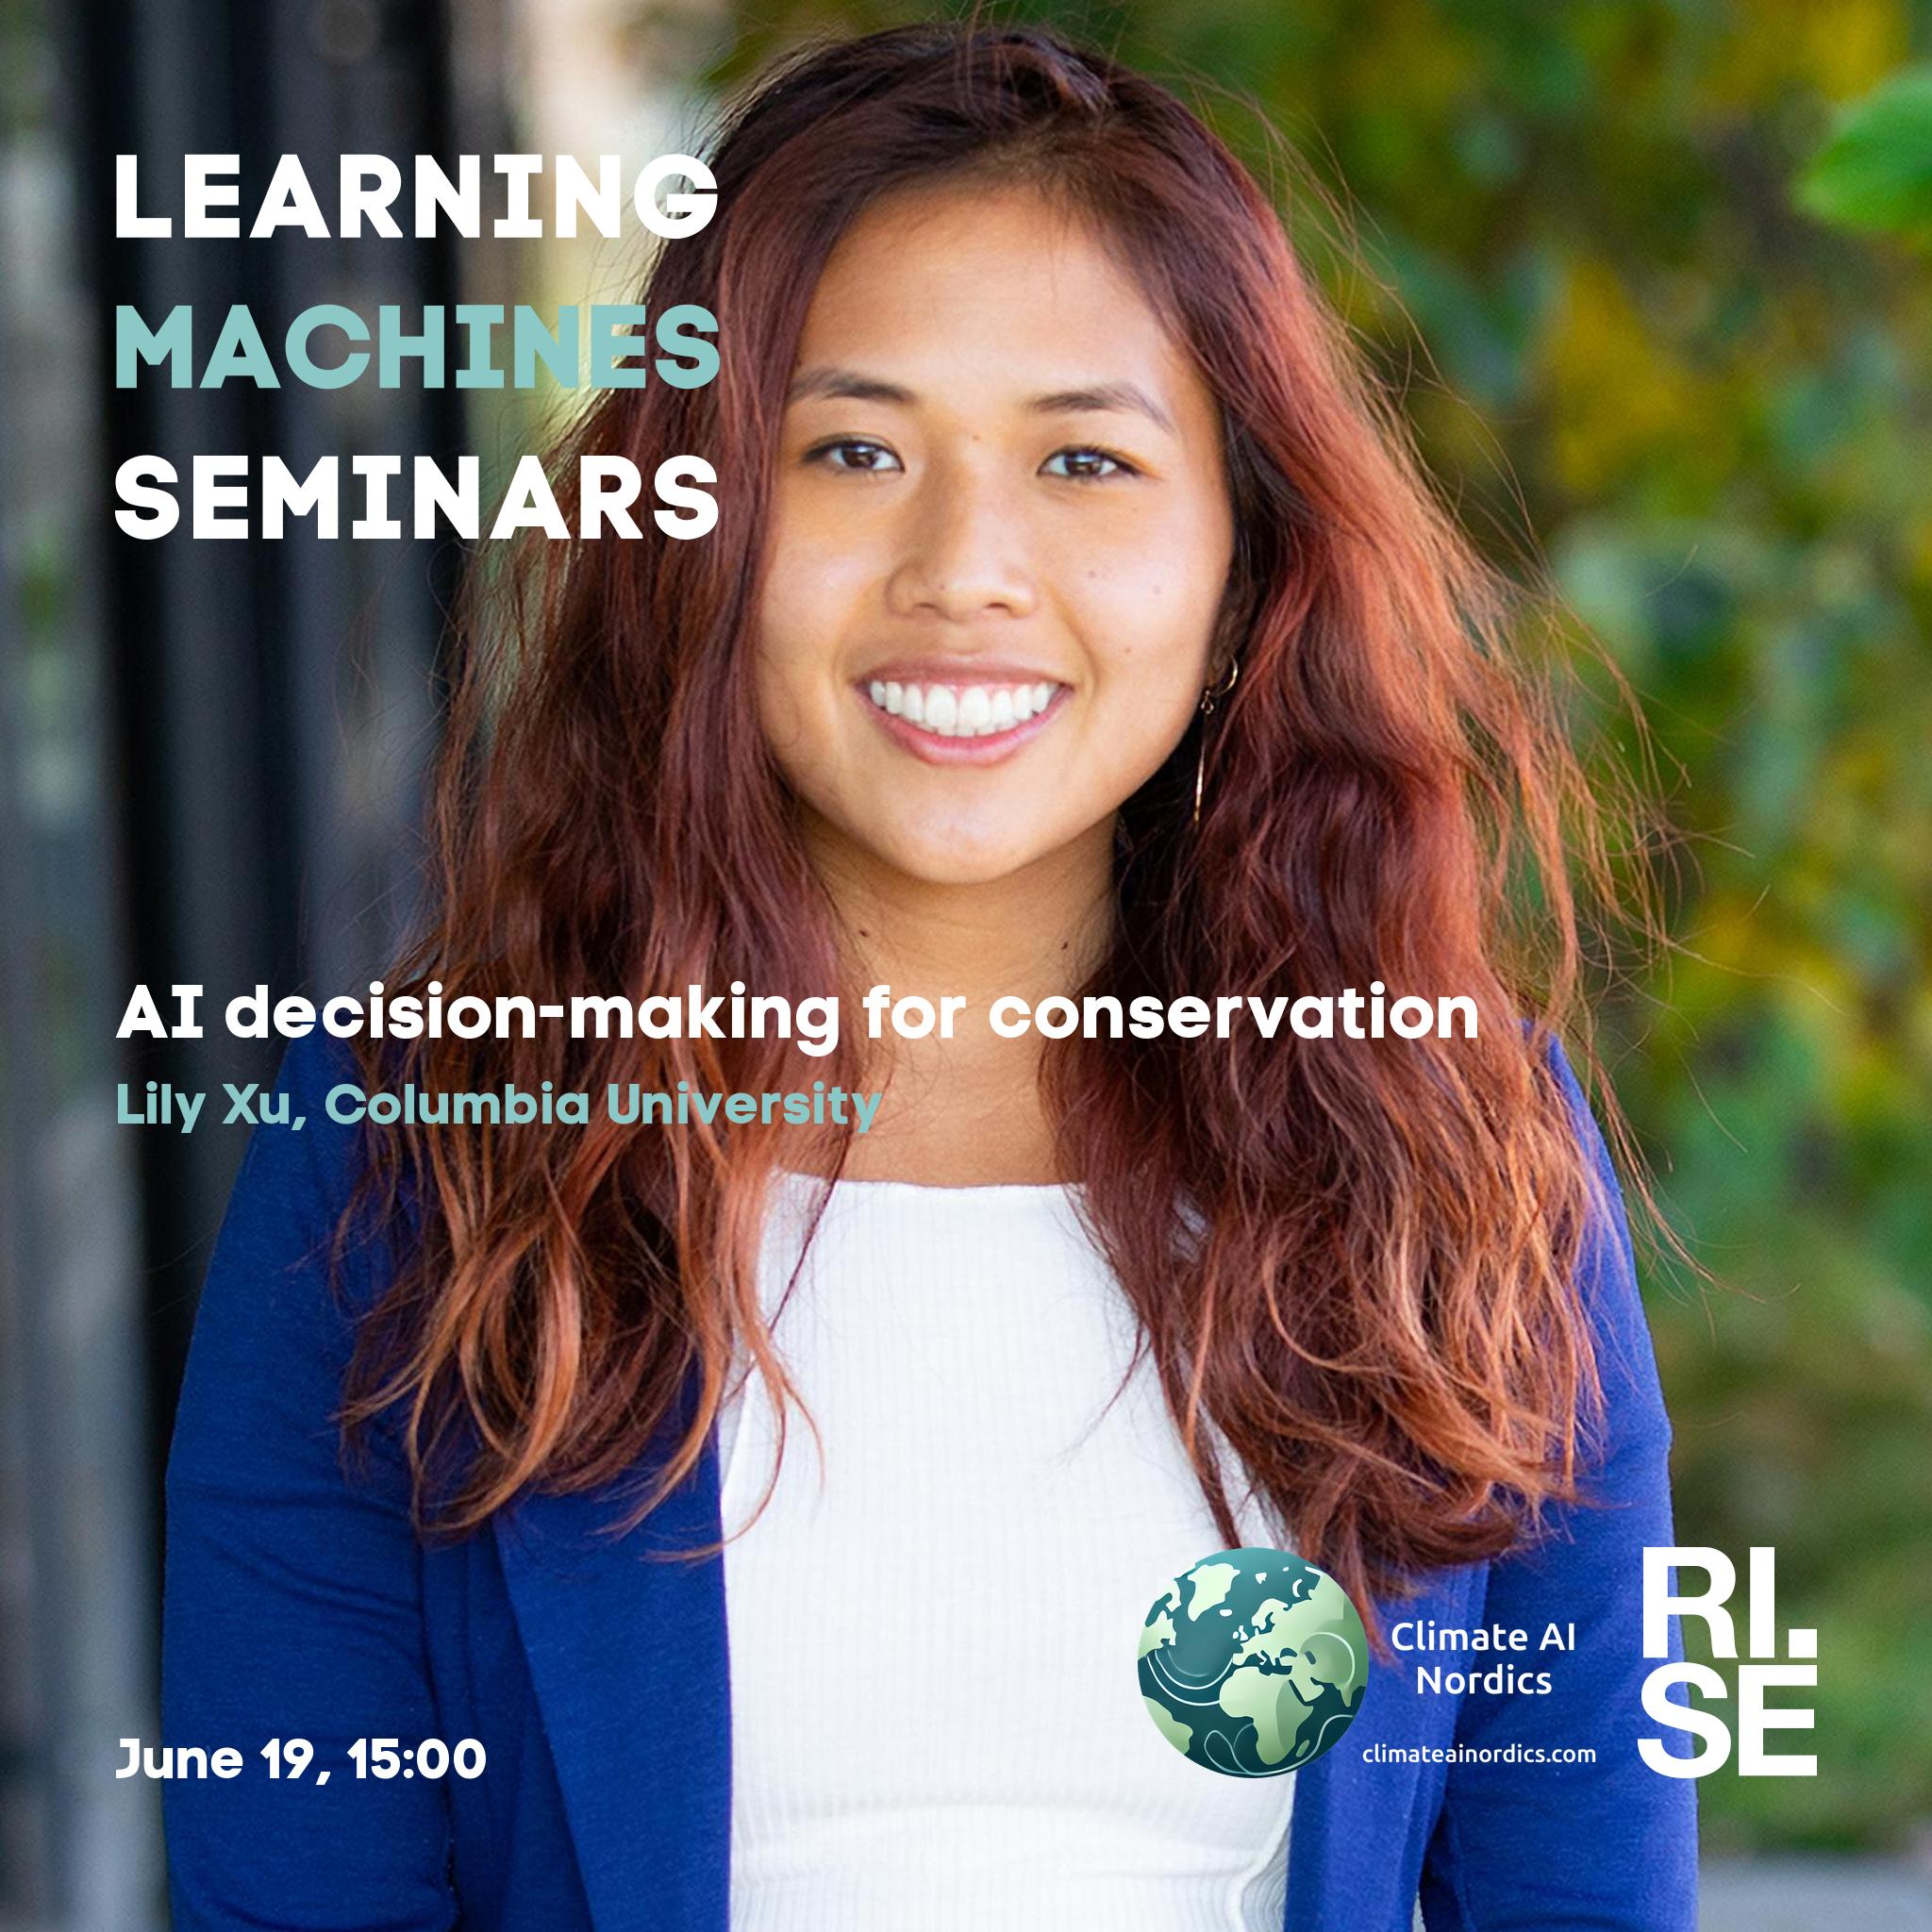 LEARNING
MACHINES
SEMINARS
AI decision-making for conservation
Lily Xu, Columbia University
June 19, 15:00
Climate AI
Nordics
climateainordics.com
RI.
SE